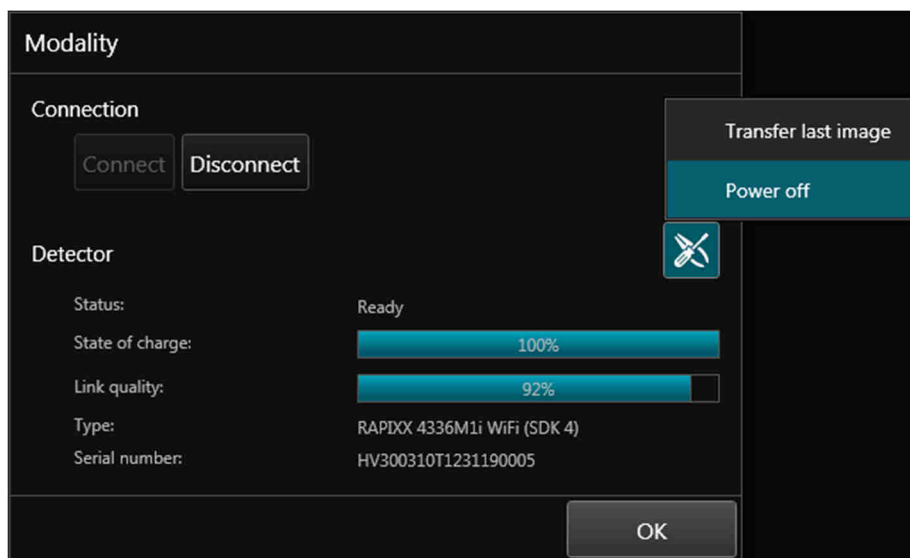 Modality
Connection
Connect Disconnect
Transfer last image
Power off
Detector
Status: Ready
State of charge: 100%
Link quality: 92%
Type: RAPIXX 4336M1i WiFi (SDK 4)
Serial number: HV300310T1231190005
OK